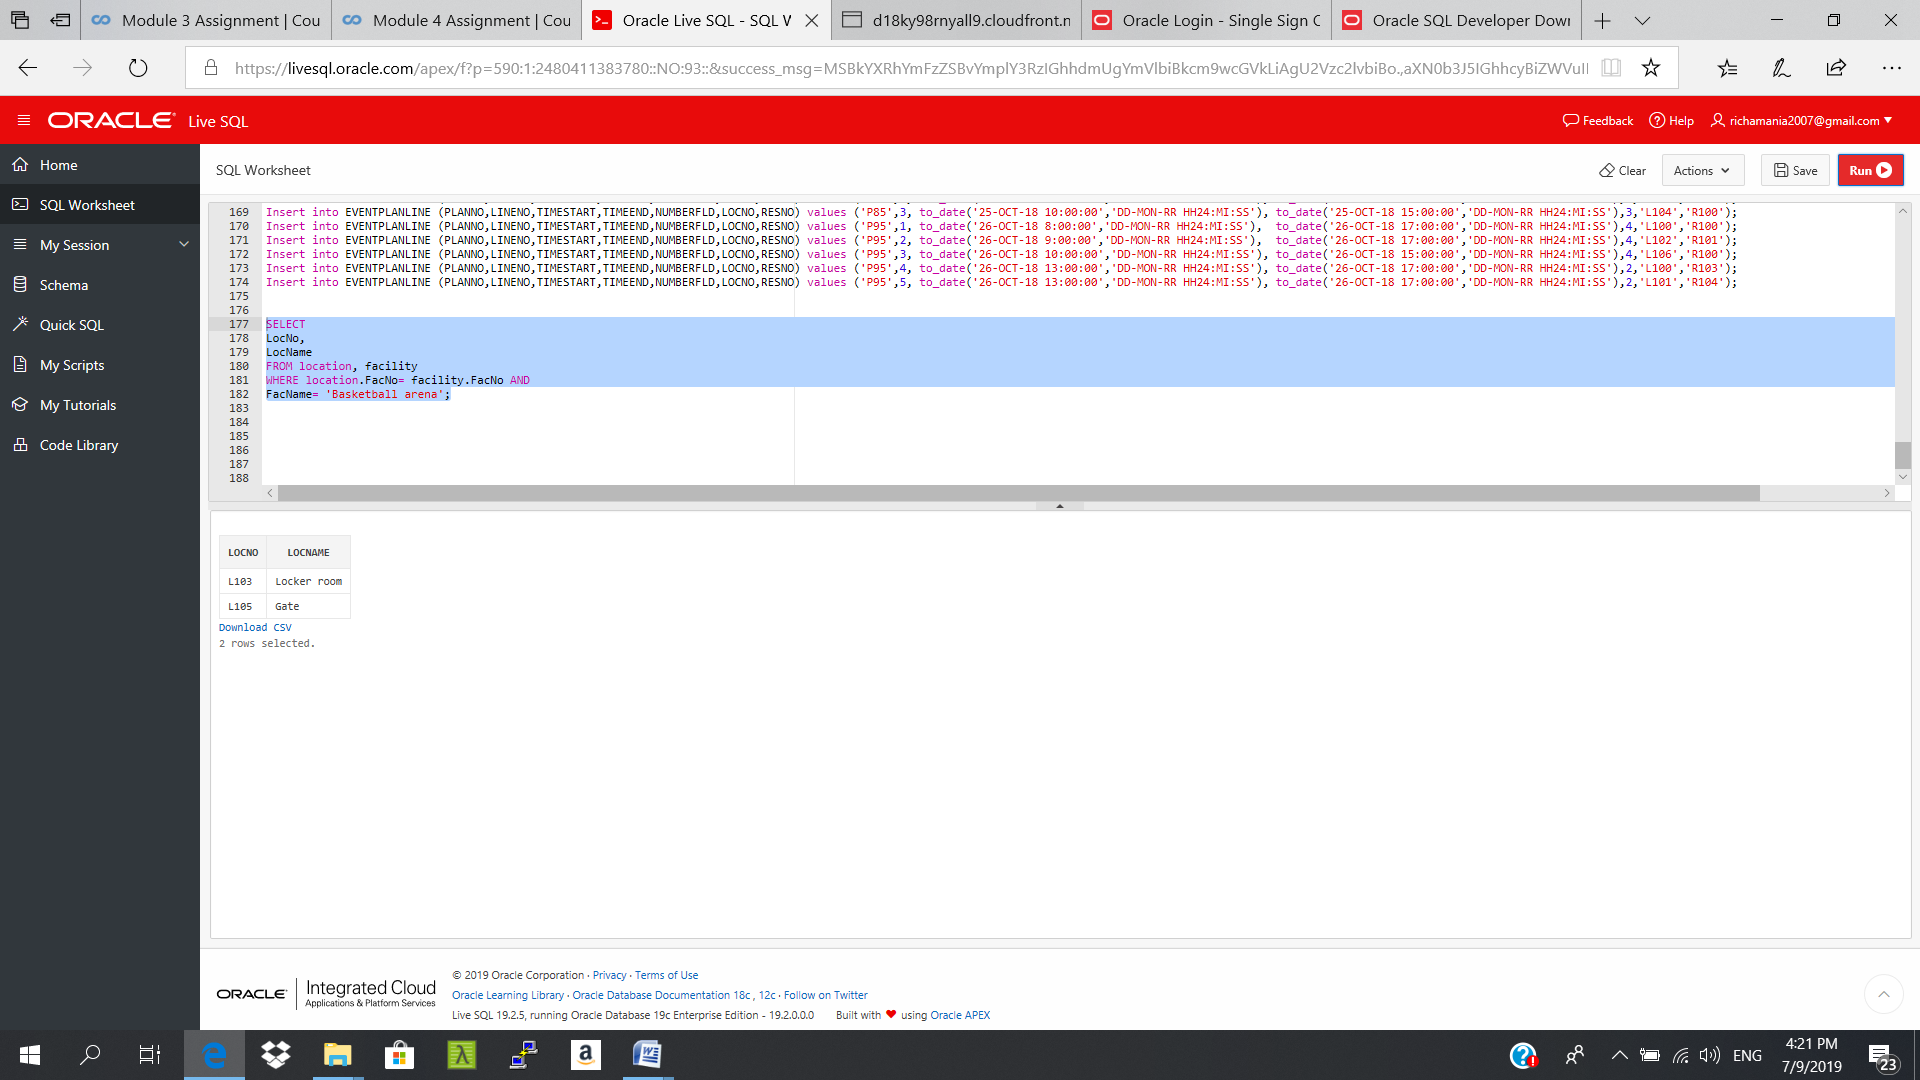 Module 3 Assignment | Cou
Module 4 Assignment | Cou
Oracle Live SQL - SQL W
d18ky98rnyall9.cloudfront.n
Oracle Login - Single Sign O
Oracle SQL Developer Down
https://livesql.oracle.com/apex/f?p=590:1:2480411383780::NO:93::&success_msg=
ORACLE Live SQL
Feedback
Help
richamania2007@gmail.com
Home
SQL Worksheet
My Session
Schema
Quick SQL
My Scripts
My Tutorials
Code Library
SQL Worksheet
Clear
Actions
Save
Run
169 Insert into EVENTPLANLINE (PLANNO,LINENO,TIMESTART,TIMEEND,NUMBERFLD,LOCNO,RESNO) values ('P85',3, to_date('25-OCT-18 10:00:00','DD-MON-RR HH24:MI:SS'), to_date('25-OCT-18 15:00:00','DD-MON-RR HH24:MI:SS'),3,'L104','R100');
170 Insert into EVENTPLANLINE (PLANNO,LINENO,TIMESTART,TIMEEND,NUMBERFLD,LOCNO,RESNO) values ('P95',1, to_date('26-OCT-18 8:00:00','DD-MON-RR HH24:MI:SS'),  to_date('26-OCT-18 17:00:00','DD-MON-RR HH24:MI:SS'),4,'L100','R100');
171 Insert into EVENTPLANLINE (PLANNO,LINENO,TIMESTART,TIMEEND,NUMBERFLD,LOCNO,RESNO) values ('P95',2, to_date('26-OCT-18 9:00:00','DD-MON-RR HH24:MI:SS'),  to_date('26-OCT-18 17:00:00','DD-MON-RR HH24:MI:SS'),4,'L102','R101');
172 Insert into EVENTPLANLINE (PLANNO,LINENO,TIMESTART,TIMEEND,NUMBERFLD,LOCNO,RESNO) values ('P95',3, to_date('26-OCT-18 10:00:00','DD-MON-RR HH24:MI:SS'), to_date('26-OCT-18 15:00:00','DD-MON-RR HH24:MI:SS'),4,'L106','R100');
173 Insert into EVENTPLANLINE (PLANNO,LINENO,TIMESTART,TIMEEND,NUMBERFLD,LOCNO,RESNO) values ('P95',4, to_date('26-OCT-18 13:00:00','DD-MON-RR HH24:MI:SS'), to_date('26-OCT-18 17:00:00','DD-MON-RR HH24:MI:SS'),2,'L100','R103');
174 Insert into EVENTPLANLINE (PLANNO,LINENO,TIMESTART,TIMEEND,NUMBERFLD,LOCNO,RESNO) values ('P95',5, to_date('26-OCT-18 13:00:00','DD-MON-RR HH24:MI:SS'), to_date('26-OCT-18 17:00:00','DD-MON-RR HH24:MI:SS'),2,'L101','R104');
175
176
177 SELECT
178 LocNo,
179 LocName
180 FROM location, facility
181 WHERE location.FacNo= facility.FacNo AND
182 FacName= 'Basketball arena';
183
184
185
186
187
188
LOCNO LOCNAME
L103 Locker room
L105 Gate
Download CSV
2 rows selected.
ORACLE
Integrated Cloud
Applications & Platform Services
© 2019 Oracle Corporation · Privacy · Terms of Use
Oracle Learning Library · Oracle Database Documentation 18c , 12c · Follow on Twitter
Live SQL 19.2.5, running Oracle Database 19c Enterprise Edition - 19.2.0.0.0 Built with ❤ using Oracle APEX
ENG
4:21 PM
7/9/2019
23